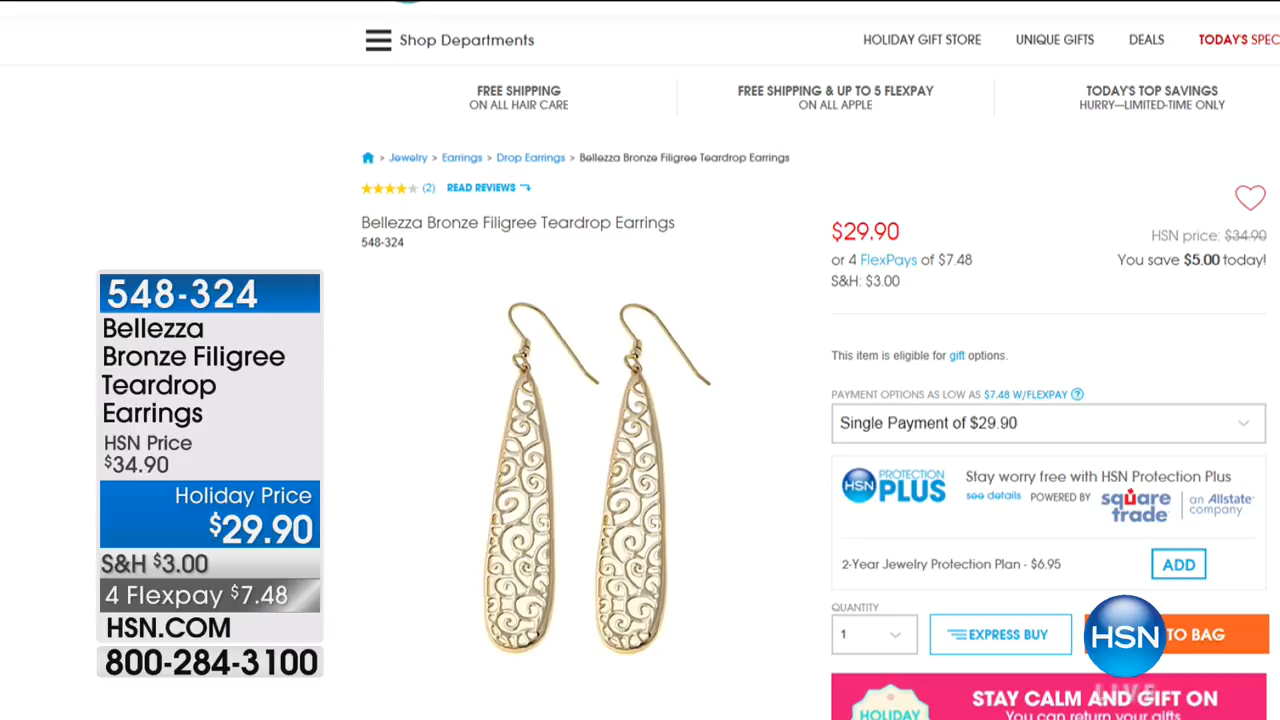 Shop Departments
HOLIDAY GIFT STORE
UNIQUE GIFTS
DEALS
TODAY'S SPEC
FREE SHIPPING
ON ALL HAIR CARE
FREE SHIPPING & UP TO 5 FLEXPAY
ON ALL APPLE
TODAY'S TOP SAVINGS
HURRY—LIMITED-TIME ONLY
> Jewelry > Earrings > Drop Earrings > Bellezza Bronze Filigree Teardrop Earrings
(2) READ REVIEWS
Bellezza Bronze Filigree Teardrop Earrings
548-324
$29.90
HSN price: $34.90
or 4 FlexPays of $7.48
You save $5.00 today!
S&H: $3.00
This item is eligible for gift options.
PAYMENT OPTIONS AS LOW AS $7.48 W/FLEXPAY ?
Single Payment of $29.90
HSN PROTECTION PLUS
Stay worry free with HSN Protection Plus
see details POWERED BY square trade | an Allstate company
2-Year Jewelry Protection Plan - $6.95
ADD
QUANTITY
1
EXPRESS BUY
TO BAG
HSN
LIVE
STAY CALM AND GIFT ON
You can return your gifts
HOLIDAY
548-324
Bellezza
Bronze Filigree
Teardrop
Earrings
HSN Price
$34.90
Holiday Price
$29.90
S&H $3.00
4 Flexpay $7.48
HSN.COM
800-284-3100